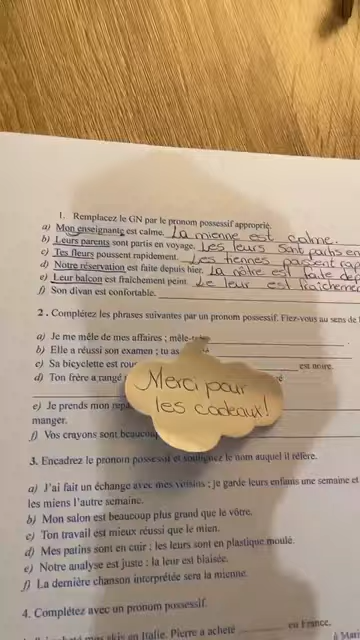 1. Remplacez le GN par le pronom possessif approprié.
a) Mon enseignante est calme. La mienne est calme.
b) Leurs parents sont partis en voyage. Les leurs sont partis en
c) Tes fleurs poussent rapidement. Les tiennes poussent rap
d) Notre réservation est faite depuis hier. La nôtre est faite dep
e) Leur balcon est fraîchement peint. Le leur est fraîchemen
f) Son divan est confortable.
2. Complétez les phrases suivantes par un pronom possessif. Fiez-vous au sens de
a) Je me mêle de mes affaires ; mêle-
b) Elle a réussi son examen ; tu as
c) Sa bicyclette est est noire.
d) Ton frère a rangé
Merci pour
les cadeaux!
e) Je prends mon
manger.
f) Vos crayons sont beaucoup
3. Encadrez le pronom possessif et soulignez le nom auquel il réfère.
a) J'ai fait un échange avec mes voisins ; je garde leurs enfants une semaine et
les miens l'autre semaine.
b) Mon salon est beaucoup plus grand que le vôtre.
c) Ton travail est mieux réussi que le mien.
d) Mes patins sont en cuir ; les leurs sont en plastique moulé.
e) Notre analyse est juste ; la leur est biaisée.
f) La dernière chanson interprétée sera la mienne.
4. Complétez avec un pronom possessif.
mes skis en Italie. Pierre a acheté en France.